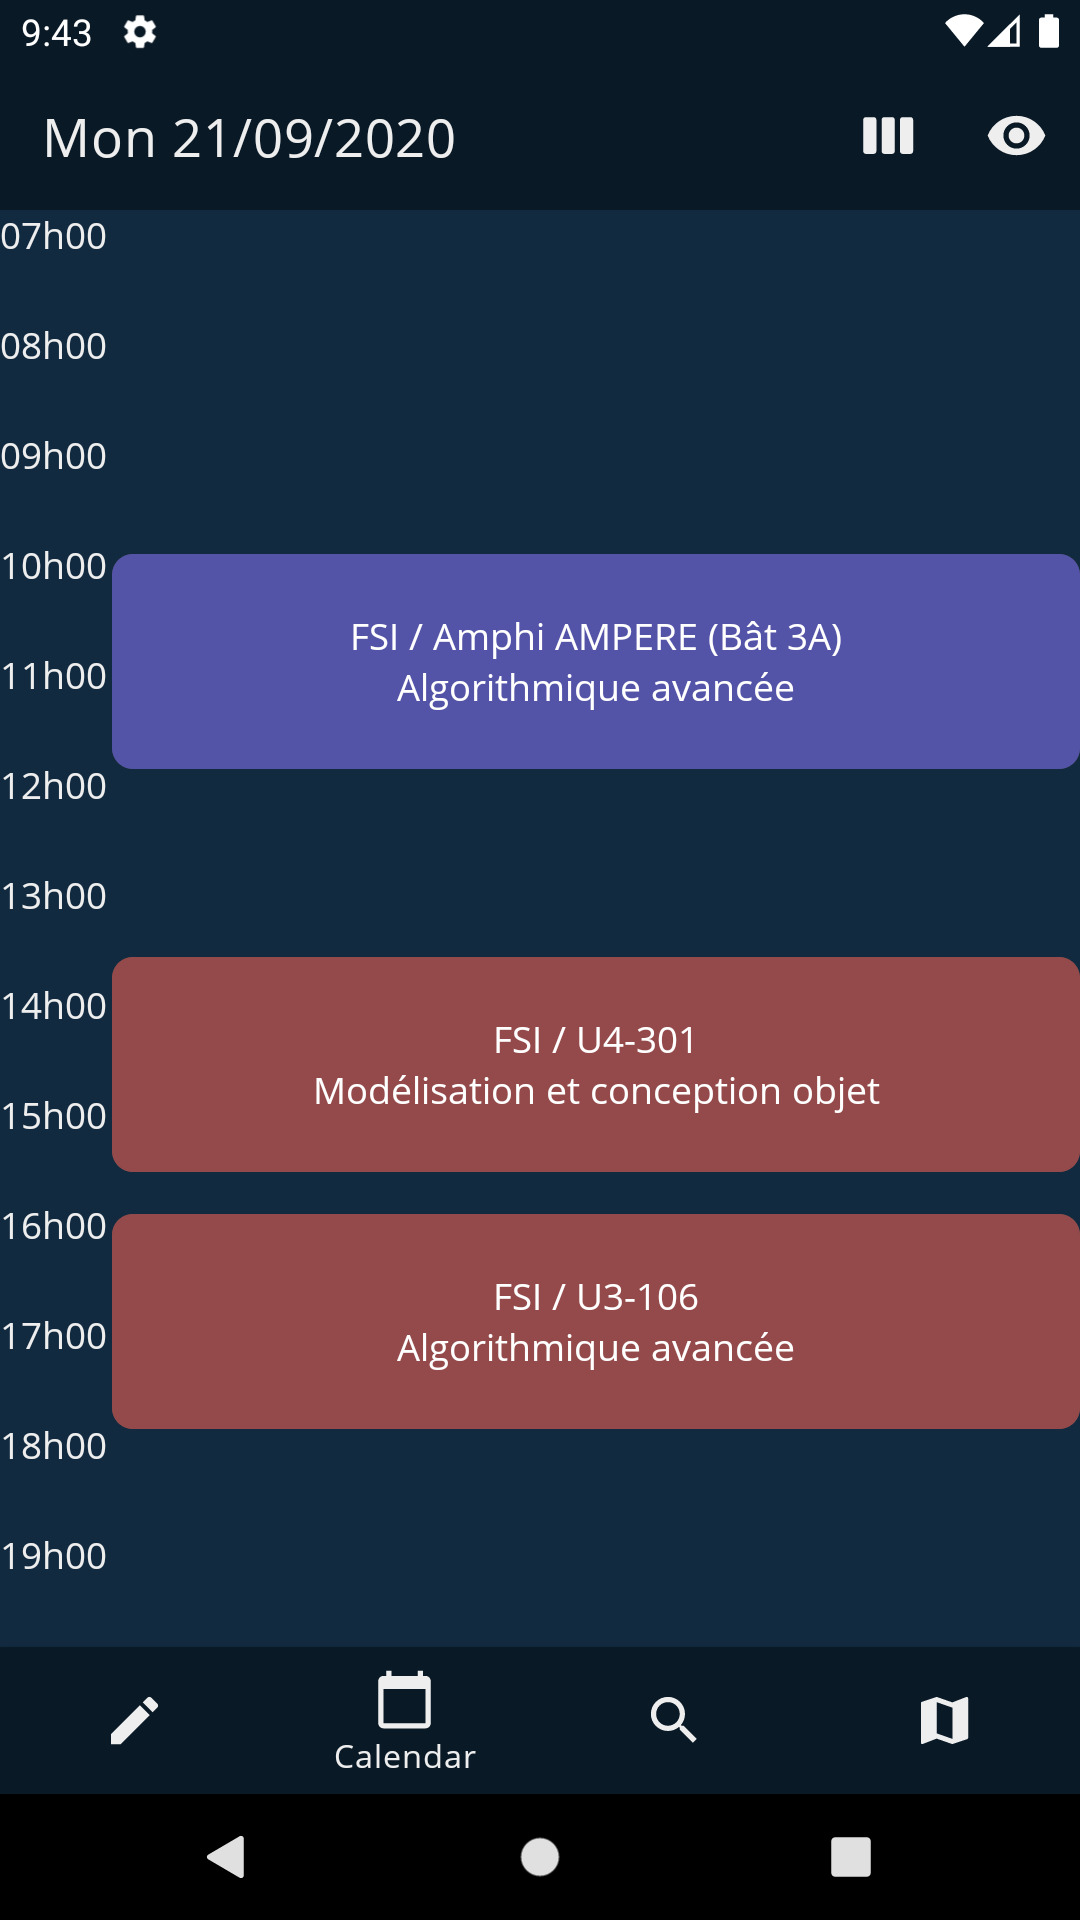 9:43
Mon 21/09/2020
07h00
08h00
09h00
10h00
FSI / Amphi AMPERE (Bât 3A)
11h00
Algorithmique avancée
12h00
13h00
14h00
FSI / U4-301
Modélisation et conception objet
15h00
16h00
FSI / U3-106
17h00
Algorithmique avancée
18h00
19h00
Calendar